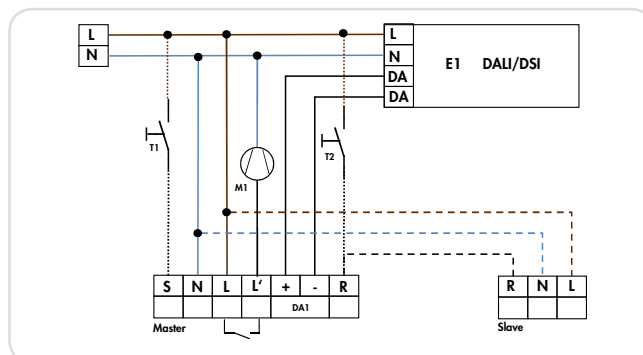 L
N
L
N
DA
DA
E1 DALI/DSI
T1
M1
T2
S N L L' + - R
DA1
Master
R N L
Slave